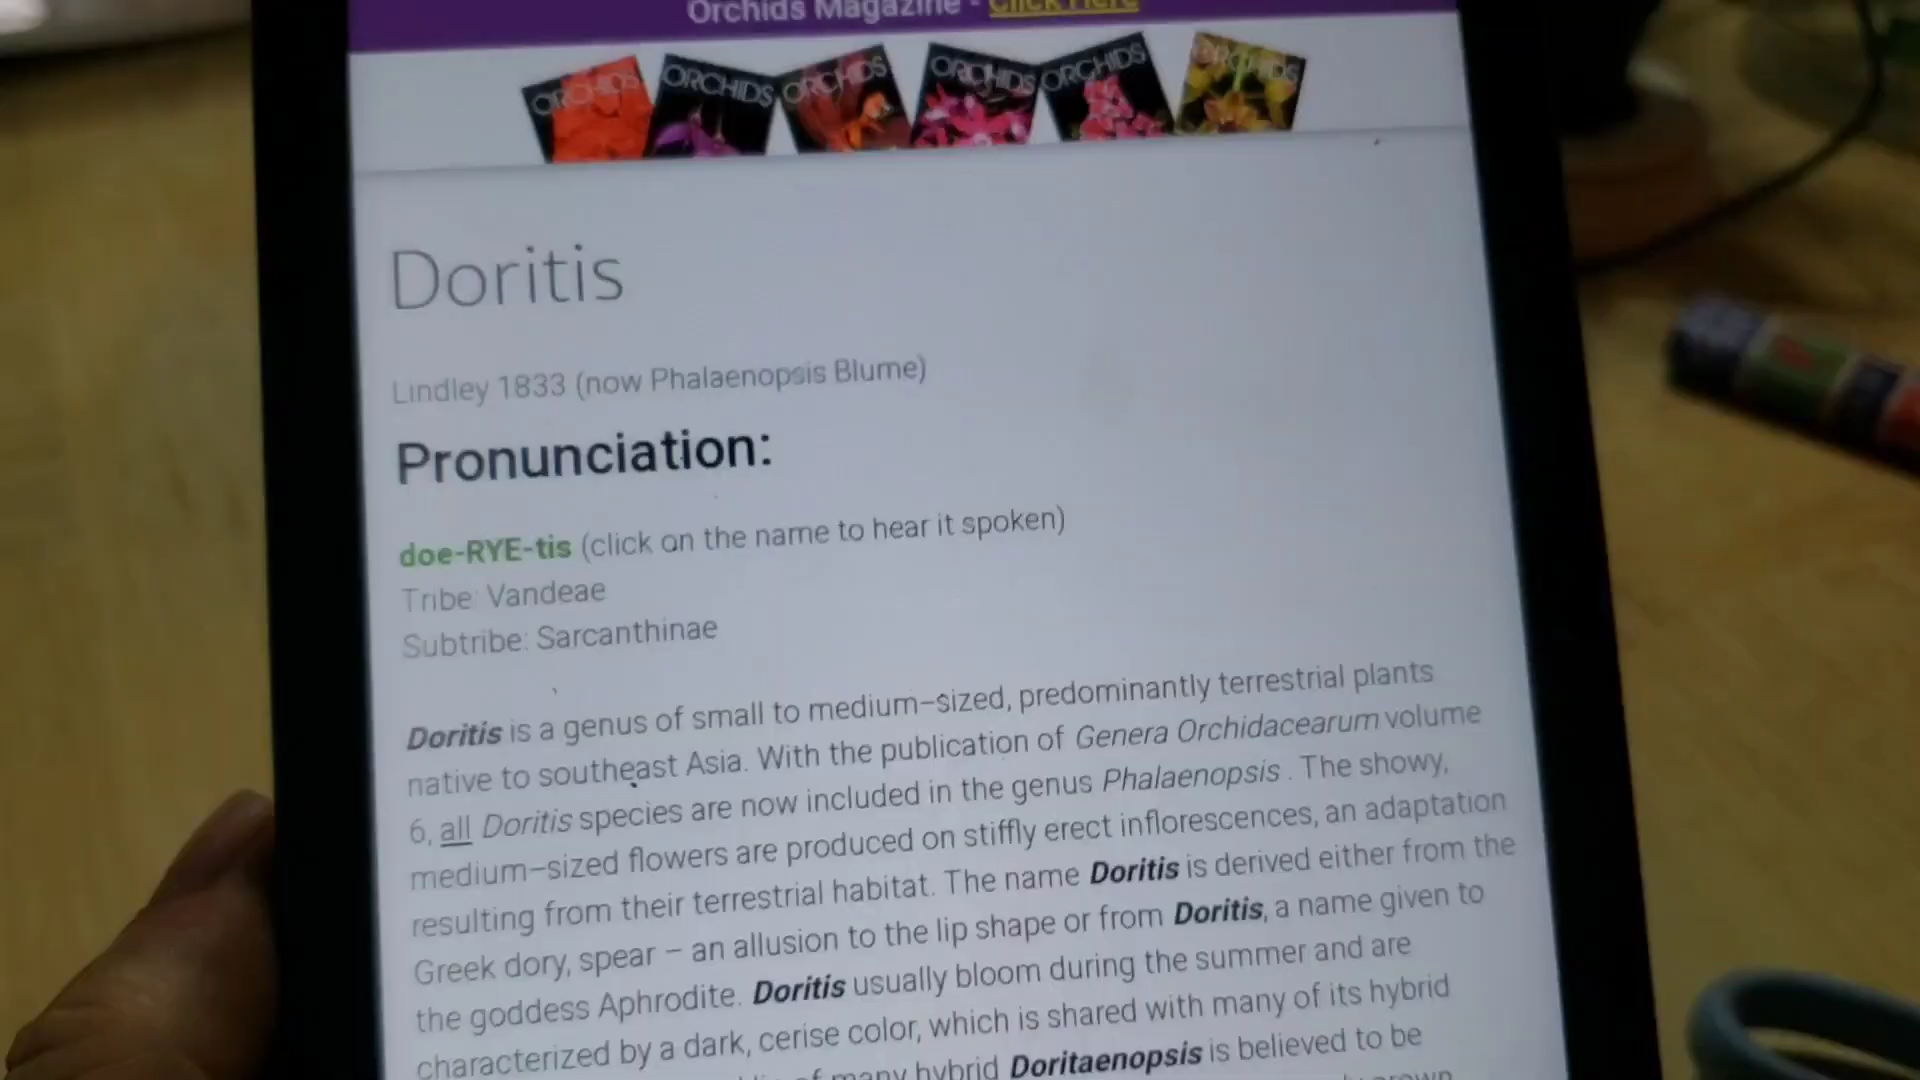 Orchids Magazine - Click Here
ORCHIDS ORCHIDS ORCHIDS ORCHIDS ORCHIDS ORCHIDS
Doritis
Lindley 1833 (now Phalaenopsis Blume)
Pronunciation:
doe-RYE-tis (click on the name to hear it spoken)
Tribe: Vandeae
Subtribe: Sarcanthinae
Doritis is a genus of small to medium-sized, predominantly terrestrial plants
native to southeast Asia. With the publication of Genera Orchidacearum volume
6, all Doritis species are now included in the genus Phalaenopsis . The showy,
medium-sized flowers are produced on stiffly erect inflorescences, an adaptation
resulting from their terrestrial habitat. The name Doritis is derived either from the
Greek dory, spear – an allusion to the lip shape or from Doritis, a name given to
the goddess Aphrodite. Doritis usually bloom during the summer and are
characterized by a dark, cerise color, which is shared with many of its hybrid
of many hybrid Doritaenopsis is believed to be
grown